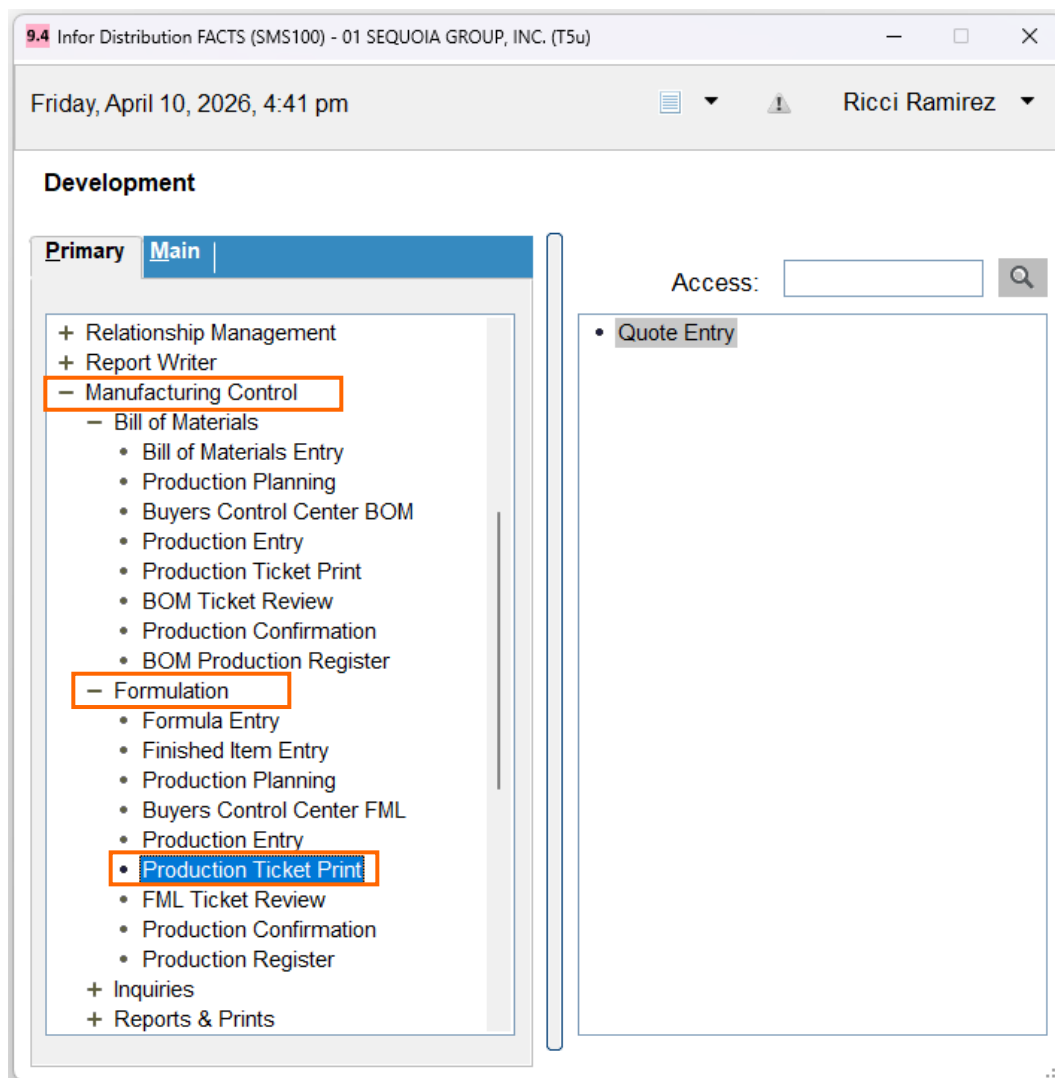 9.4 Infor Distribution FACTS (SMS100) - 01 SEQUOIA GROUP, INC. (T5u)
Friday, April 10, 2026, 4:41 pm
Ricci Ramirez
Development
Primary Main
Access:
+ Relationship Management
+ Report Writer
− Manufacturing Control
− Bill of Materials
• Bill of Materials Entry
• Production Planning
• Buyers Control Center BOM
• Production Entry
• Production Ticket Print
• BOM Ticket Review
• Production Confirmation
• BOM Production Register
− Formulation
• Formula Entry
• Finished Item Entry
• Production Planning
• Buyers Control Center FML
• Production Entry
• Production Ticket Print
• FML Ticket Review
• Production Confirmation
• Production Register
+ Inquiries
+ Reports & Prints
• Quote Entry